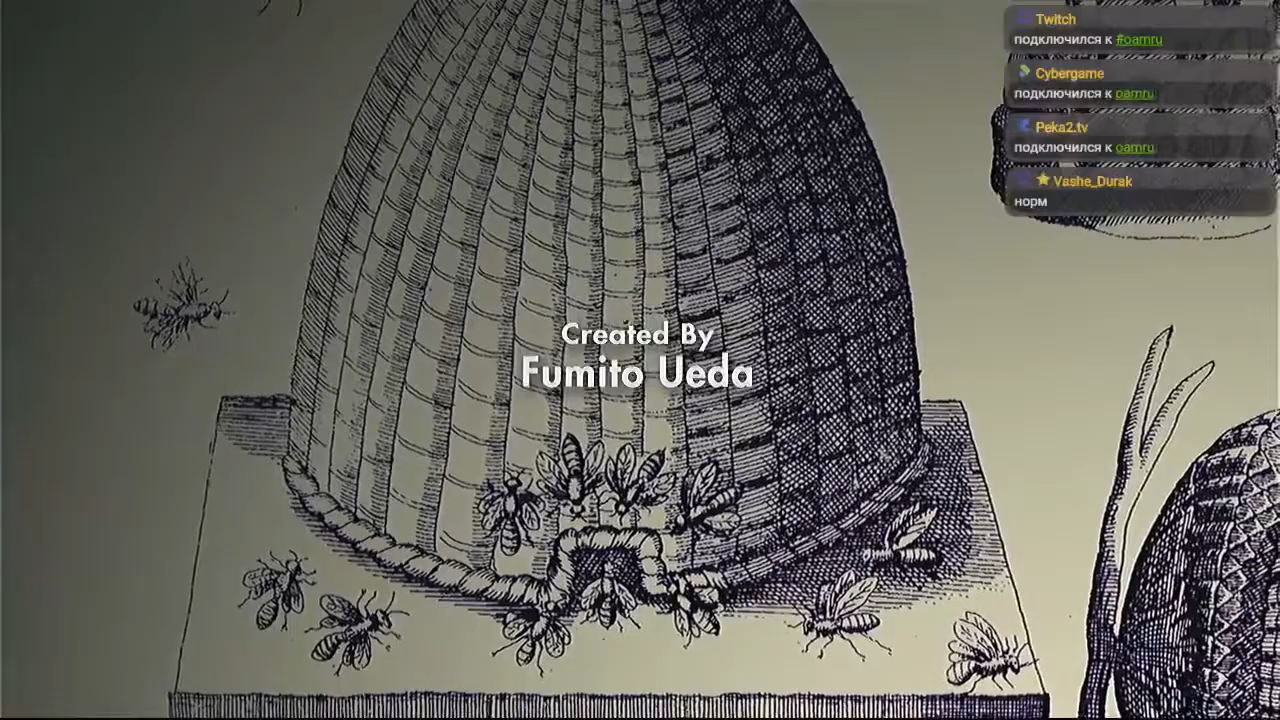 Twitch
подключился к #oamru
Cybergame
подключился к oamru
Peka2.tv
подключился к oamru
Vashe_Durak
норм
Created By
Fumito Ueda